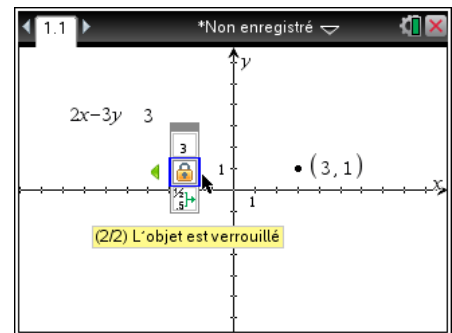 1.1 *Non enregistré
y
2x−3y 3
3
1 (3,1)
x
½
.5
1
(2/2) L´objet est verrouillé